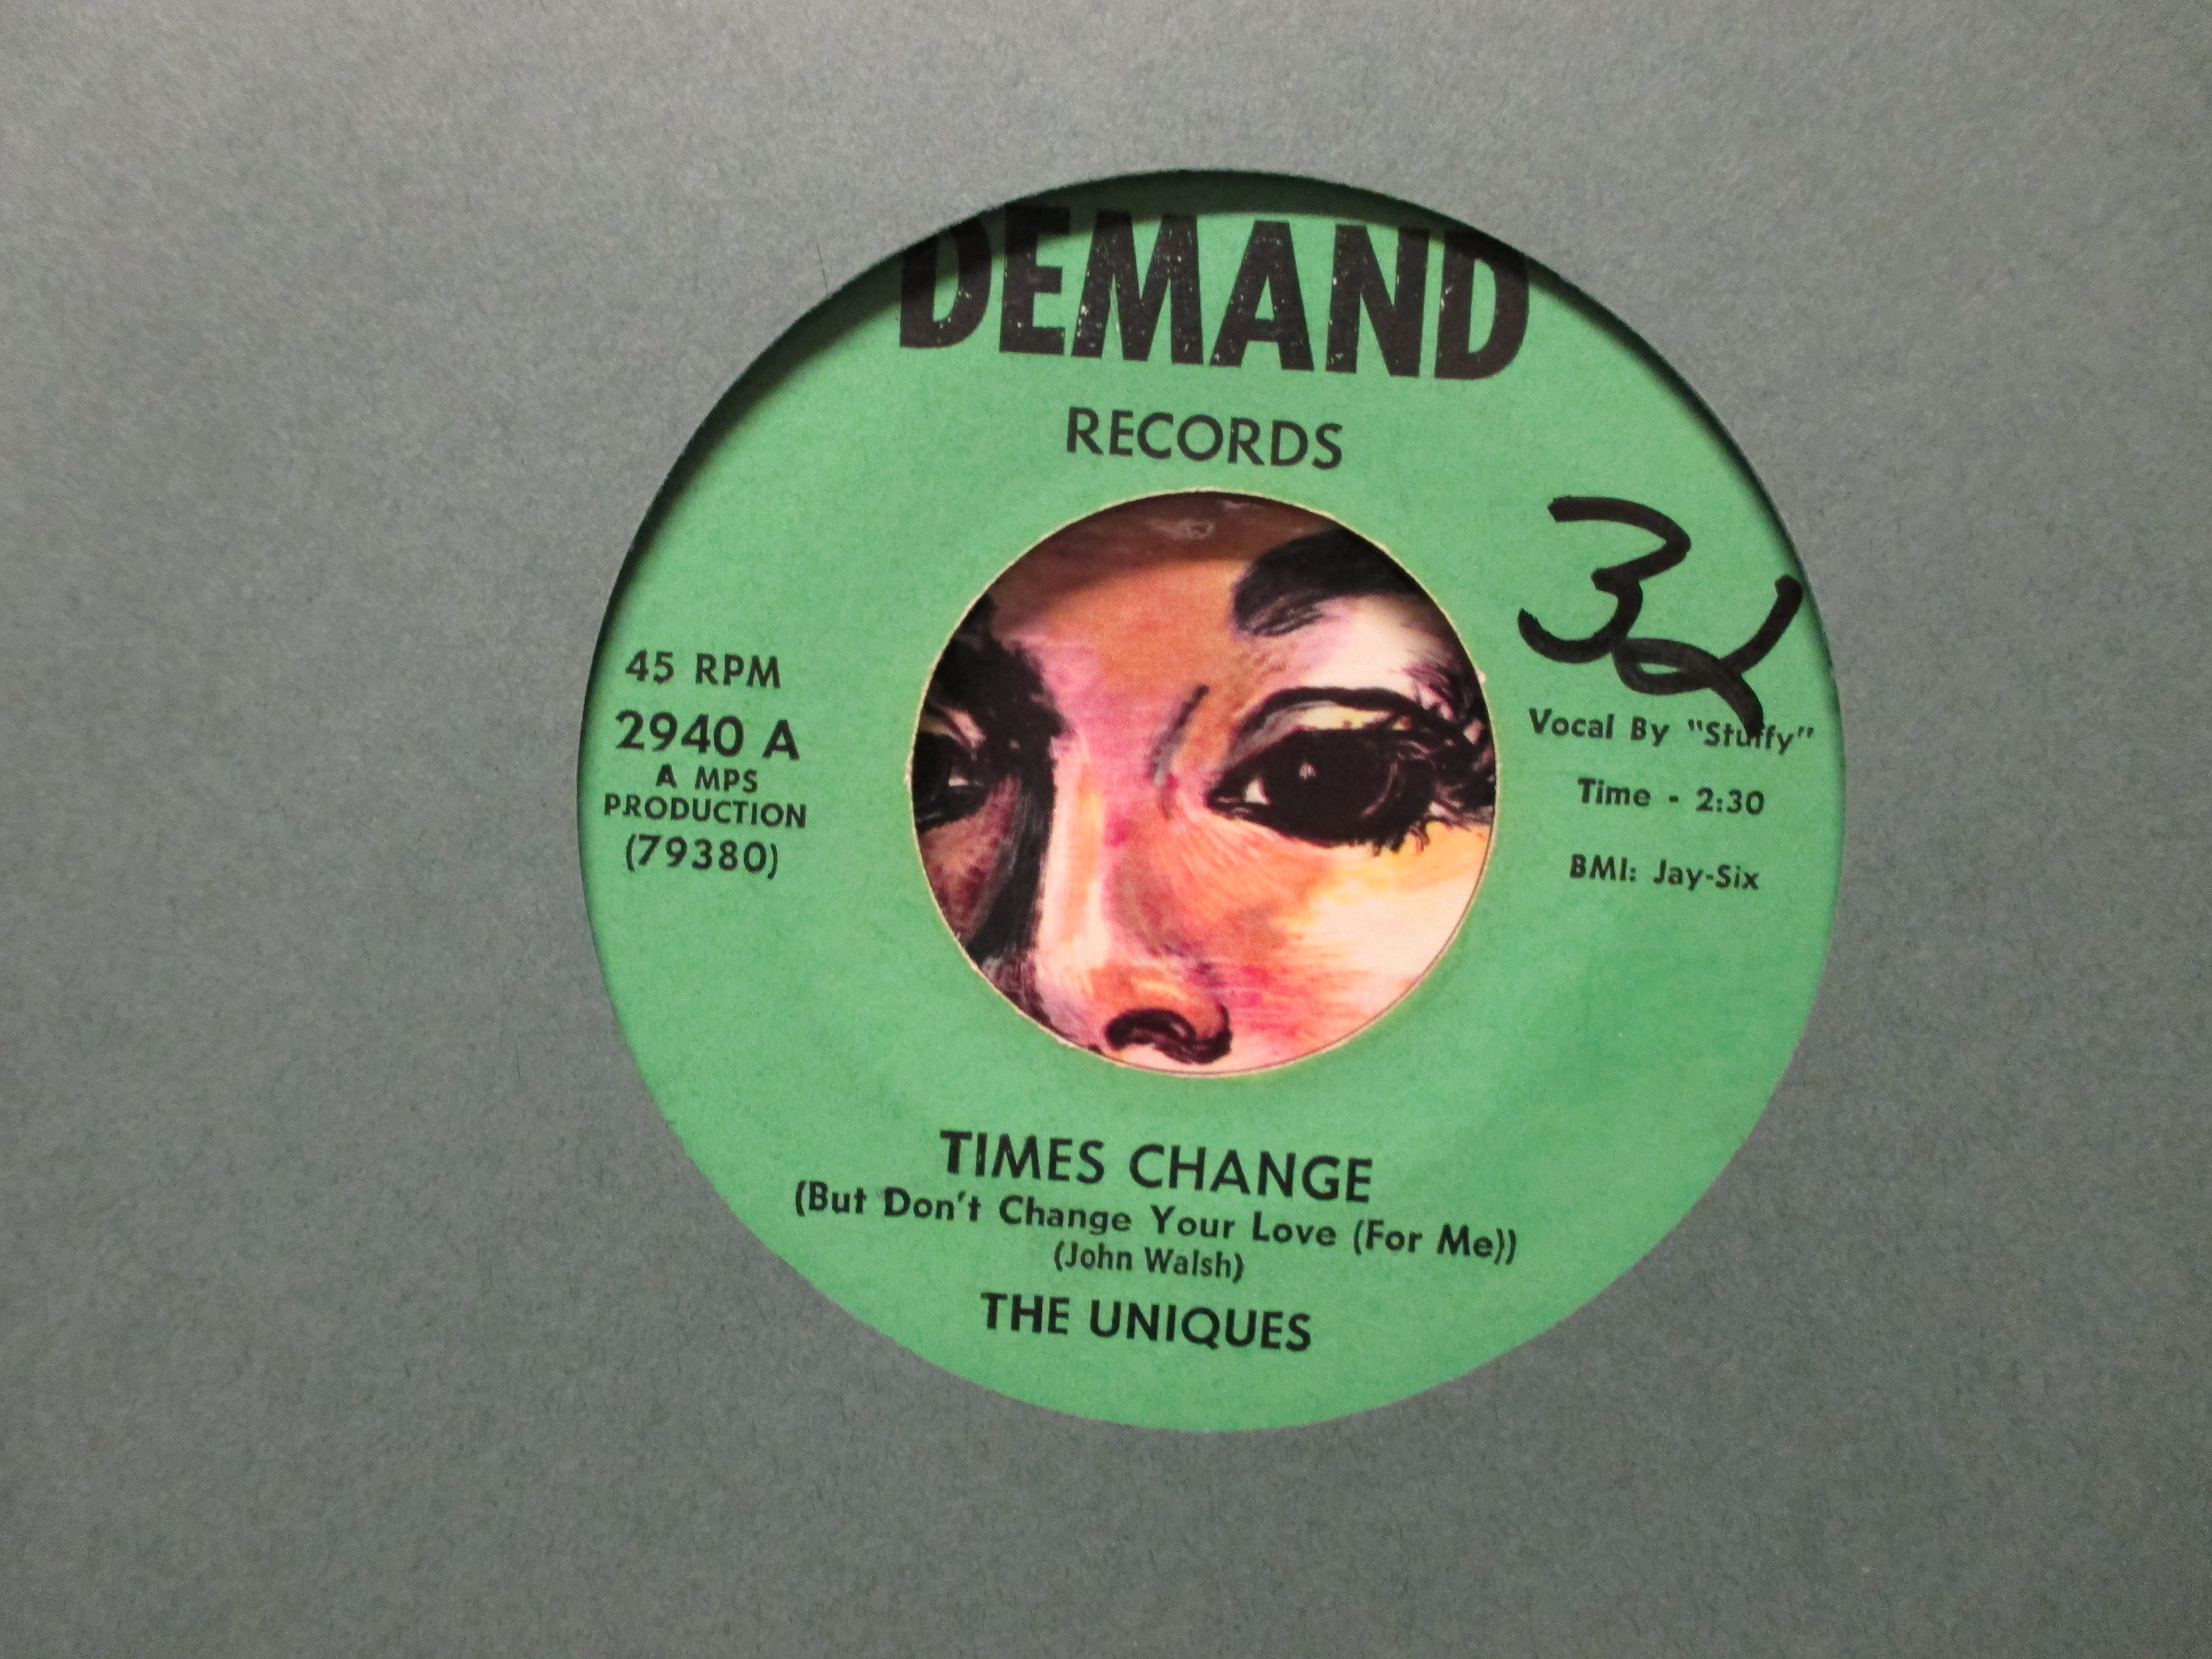 DEMAND
RECORDS
32
45 RPM
2940 A
A MPS
PRODUCTION
(79380)
Vocal By "Stuffy"
Time - 2:30
BMI: Jay-Six
TIMES CHANGE
(But Don't Change Your Love (For Me))
(John Walsh)
THE UNIQUES